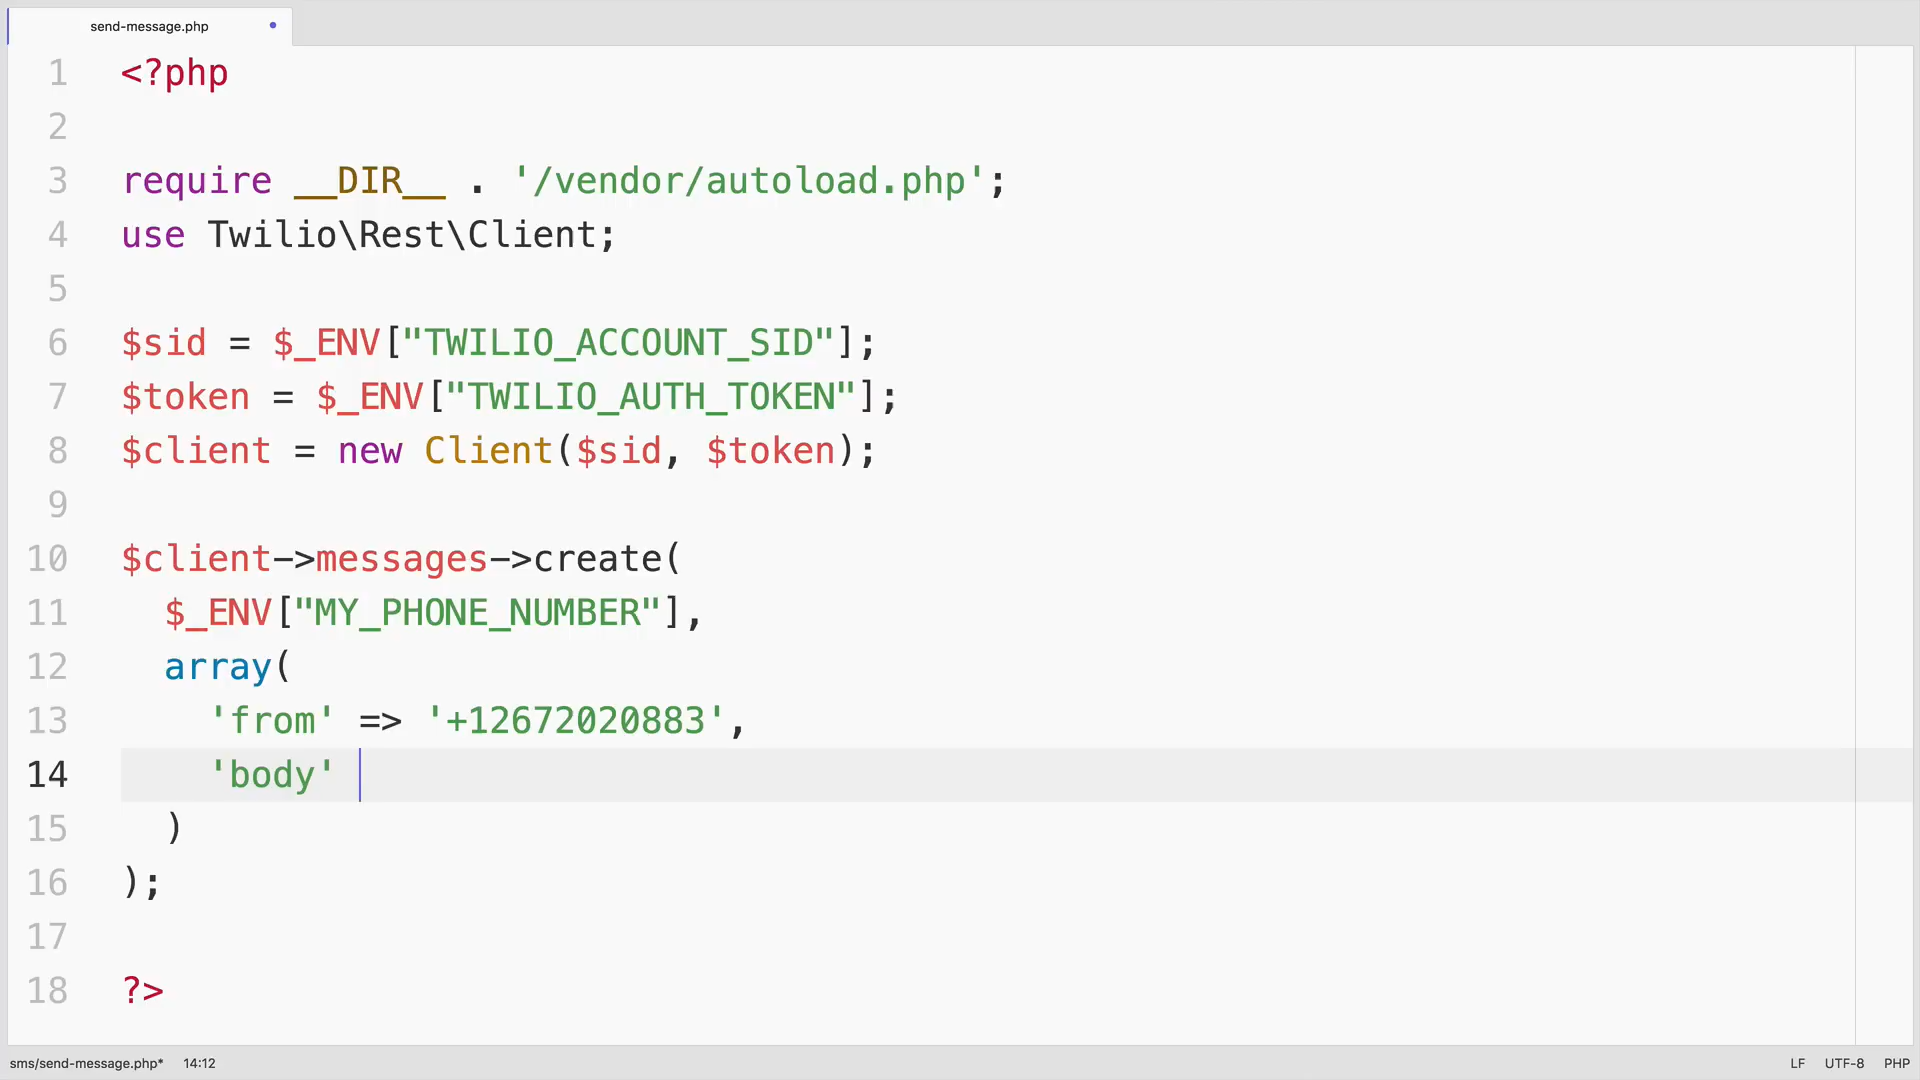 send-message.php
1 <?php
2
3 require __DIR__ . '/vendor/autoload.php';
4 use Twilio\Rest\Client;
5
6 $sid = $_ENV["TWILIO_ACCOUNT_SID"];
7 $token = $_ENV["TWILIO_AUTH_TOKEN"];
8 $client = new Client($sid, $token);
9
10 $client->messages->create(
11 $_ENV["MY_PHONE_NUMBER"],
12 array(
13 'from' => '+12672020883',
14 'body'
15 )
16 );
17
18 ?>
sms/send-message.php* 14:12 LF UTF-8 PHP